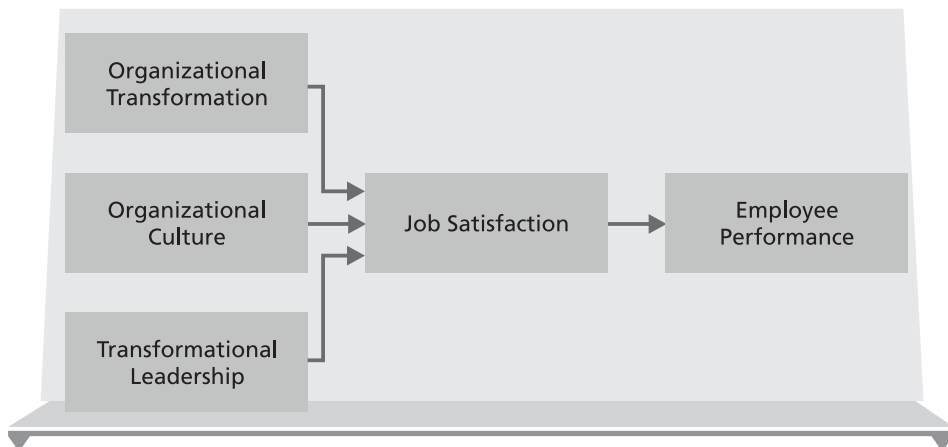 Organizational
Transformation
Organizational
Culture
Job Satisfaction
Employee
Performance
Transformational
Leadership